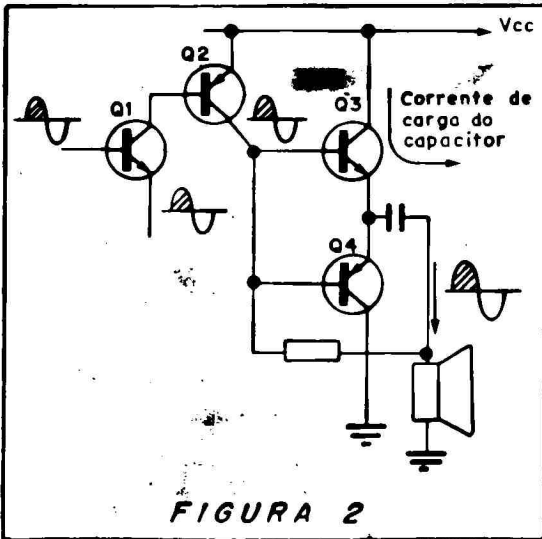 Vcc
Q2
Q1
Q3
Corrente de
carga do
capacitor
Q4
FIGURA 2